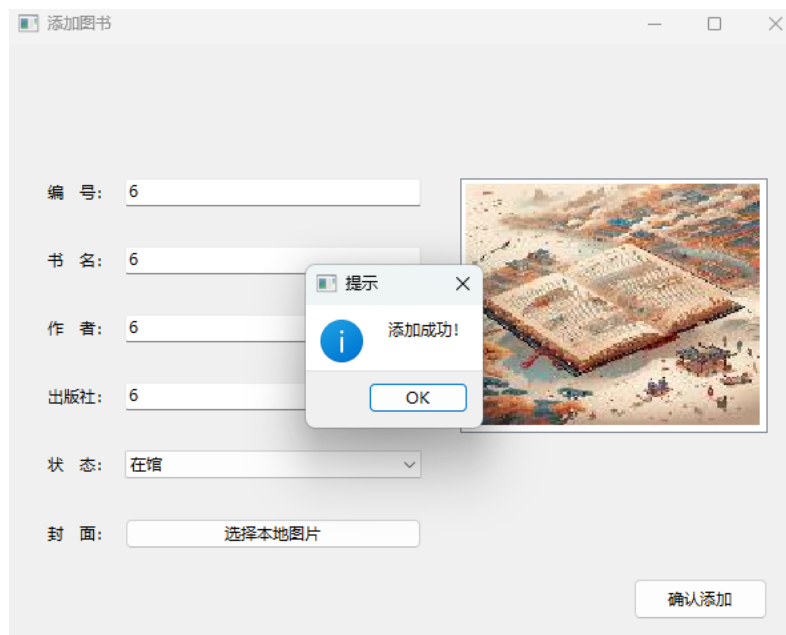 添加图书
编 号: 6
书 名: 6
提示
作 者: 6
添加成功!
出版社: 6
OK
状 态: 在馆
封 面: 选择本地图片
确认添加